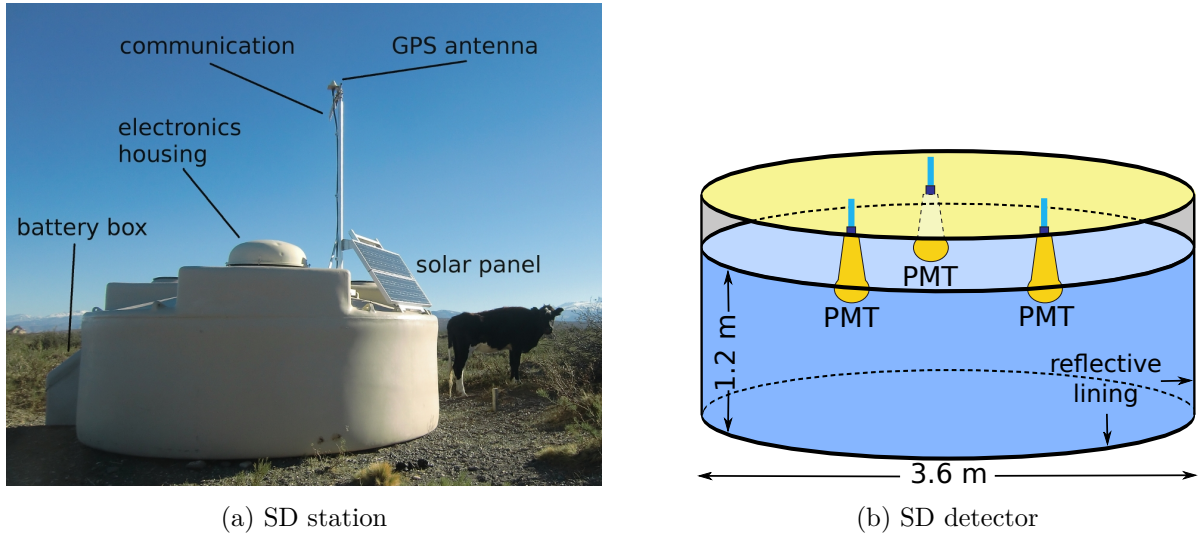 communication
GPS antenna
electronics
housing
battery box
solar panel
PMT
PMT
PMT
1.2 m
reflective
lining
3.6 m
(a) SD station
(b) SD detector